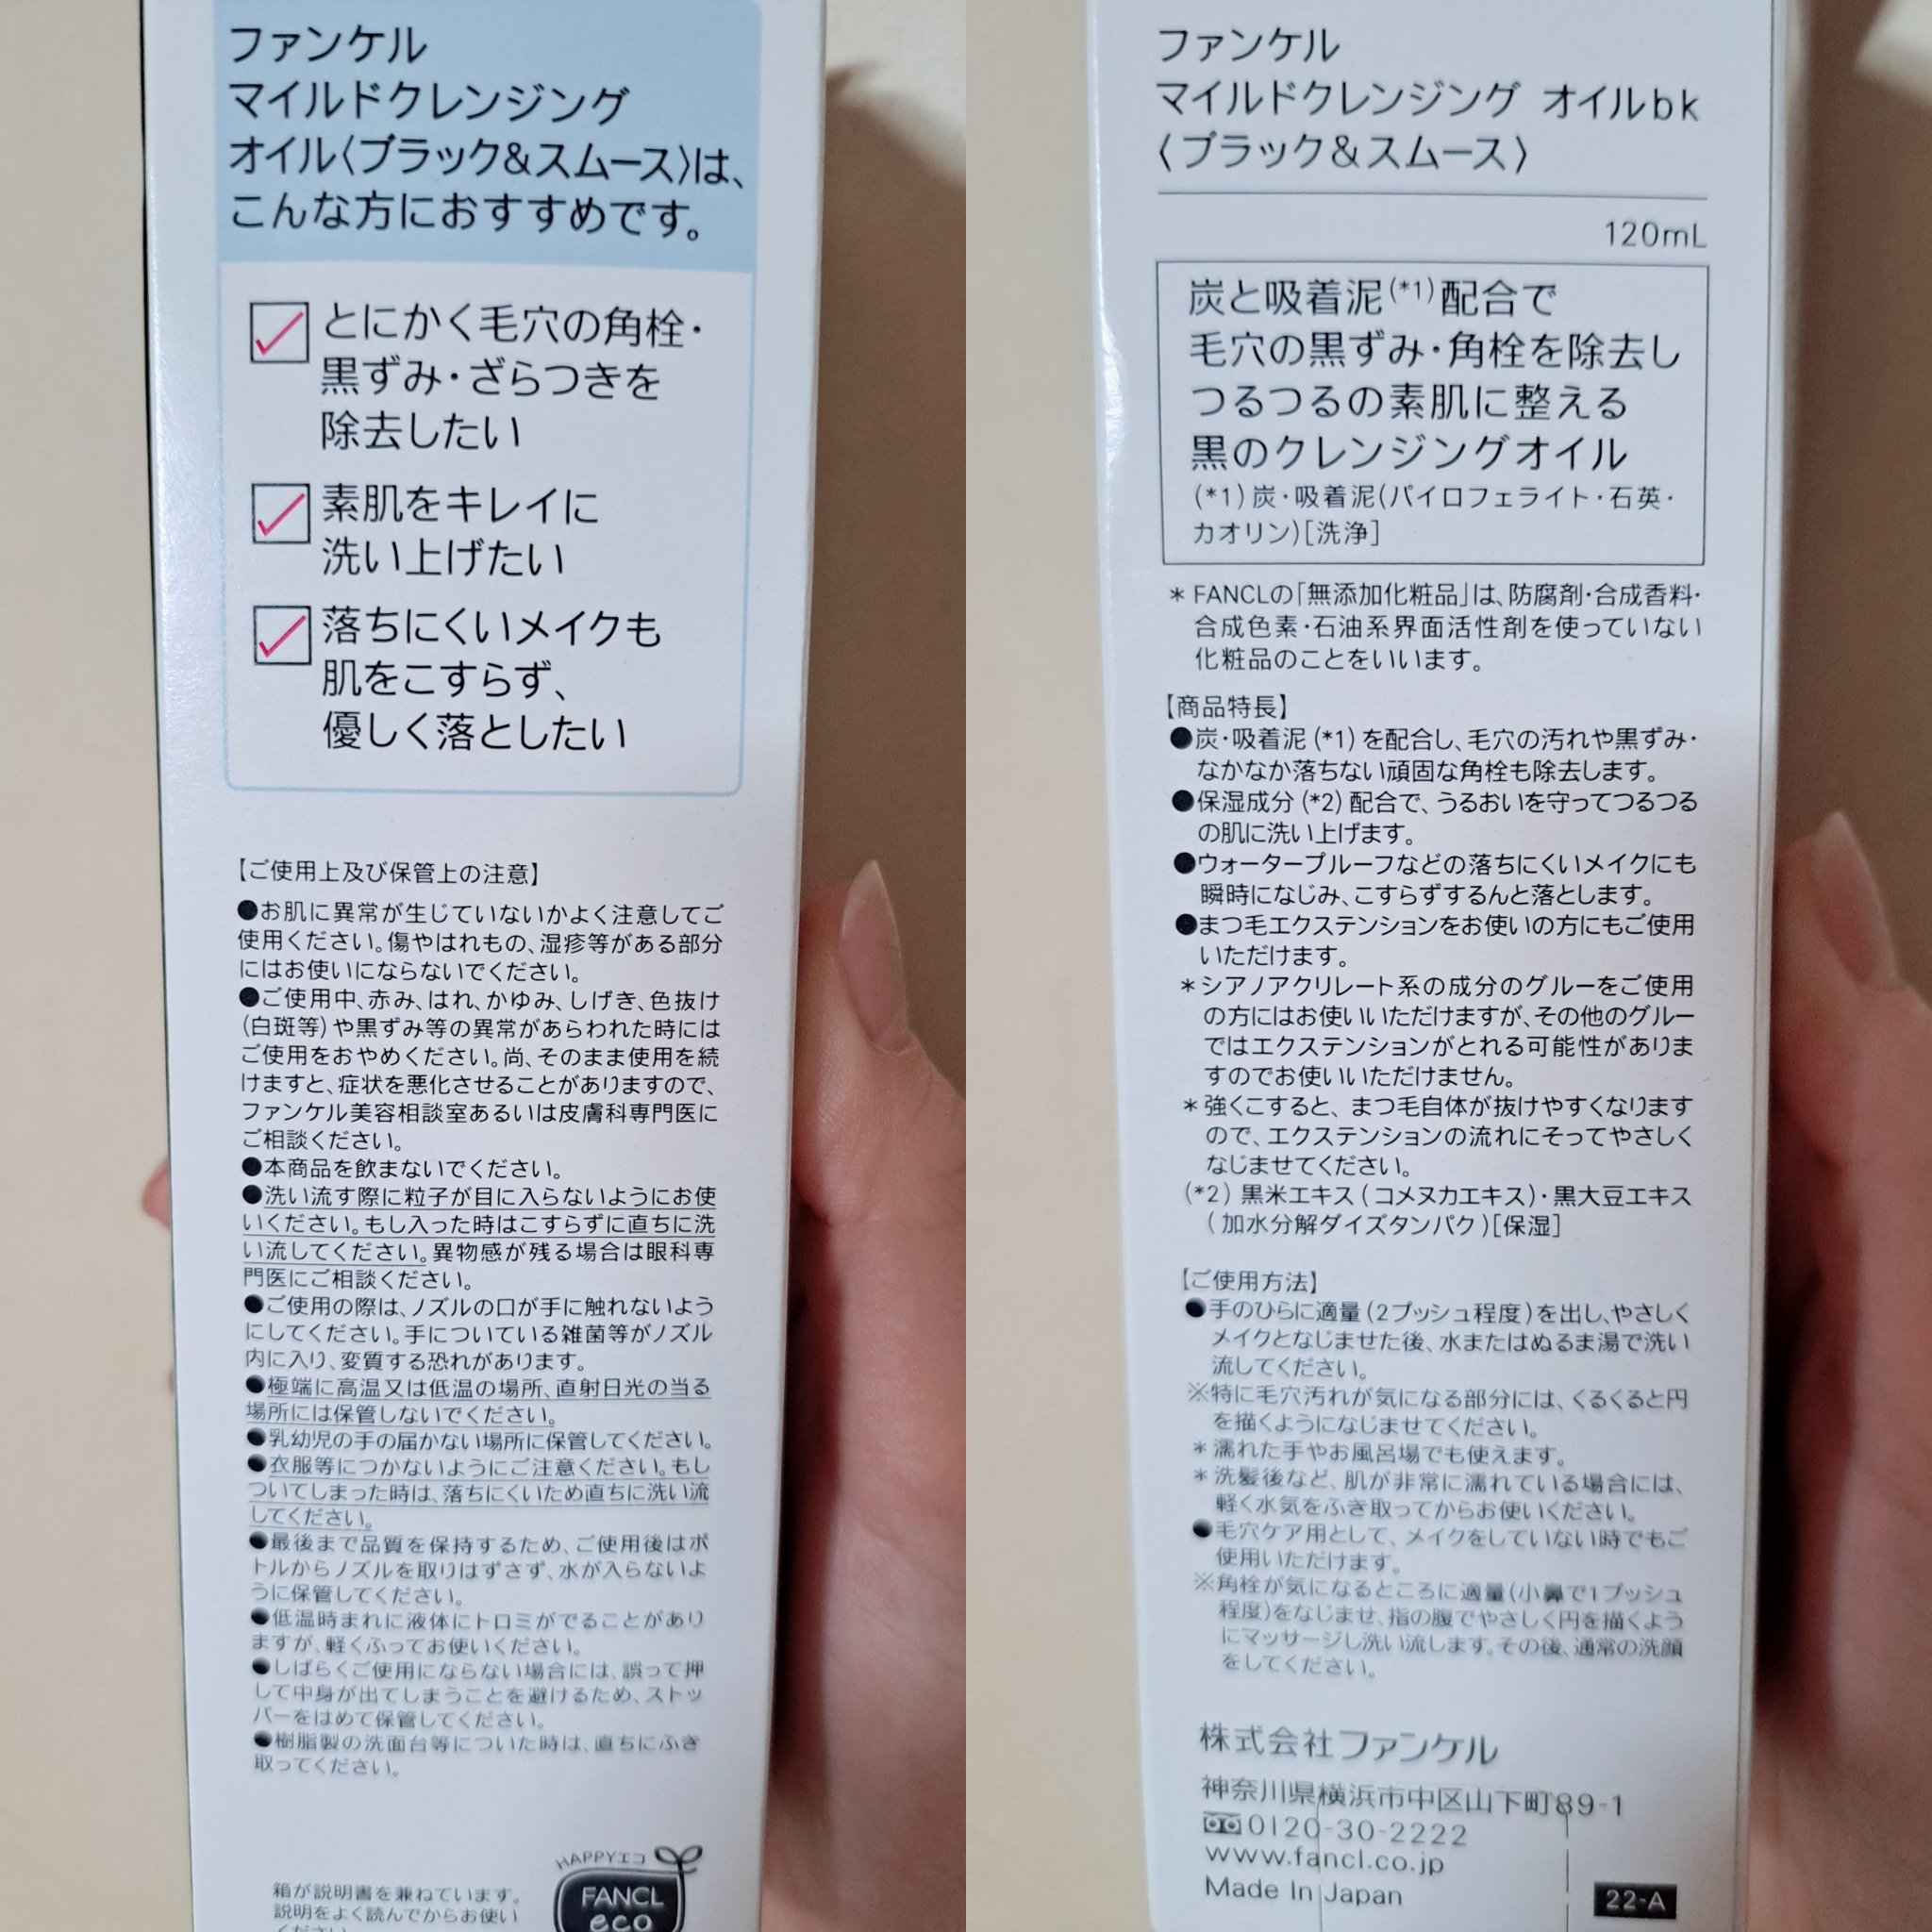 ファンケル
マイルドクレンジング
オイル〈ブラック&スムース〉は、
こんな方におすすめです。
とにかく毛穴の角栓・
黒ずみ・ざらつきを
除去したい
素肌をキレイに
洗い上げたい
落ちにくいメイクも
肌をこすらず、
優しく落としたい
【ご使用上及び保管上の注意】
●お肌に異常が生じていないかよく注意してご
使用ください。傷やはれもの、湿疹等がある部分
にはお使いにならないでください。
●ご使用中、赤み、はれ、かゆみ、しげき、色抜け
(白斑等)や黒ずみ等の異常があらわれた時には
ご使用をおやめください。尚、そのまま使用を続
けますと、症状を悪化させることがありますので、
ファンケル美容相談室あるいは皮膚科専門医に
ご相談ください。
●本商品を飲まないでください。
●洗い流す際に粒子が目に入らないようにお使
いください。もし入った時はこすらずに直ちに洗
い流してください。異物感が残る場合は眼科専
門医にご相談ください。
●ご使用の際は、ノズルの口が手に触れないよう
にしてください。手についている雑菌等がノズル
内に入り、変質する恐れがあります。
●極端に高温又は低温の場所、直射日光の当る
場所には保管しないでください。
●乳幼児の手の届かない場所に保管してください。
●衣服等につかないようにご注意ください。もし
ついてしまった時は、落ちにくいため直ちに洗い流
してください。
●最後まで品質を保持するため、ご使用後はボ
トルからノズルを取りはずさず、水が入らないよ
うに保管してください。
●低温時まれに液体にトロミがでることがあり
ますが、軽くふってお使いください。
●しばらくご使用にならない場合には、誤って押
して中身が出てしまうことを避けるため、ストッ
パーをはめて保管してください。
●樹脂製の洗面台等についた時は、直ちにふき
取ってください。
HAPPYエコ
FANCL
eco
箱が説明書を兼ねています。
説明をよく読んでからお使い
ください。
ファンケル
マイルドクレンジング オイルbk
〈ブラック&スムース〉
120mL
炭と吸着泥(*1)配合で
毛穴の黒ずみ・角栓を除去し
つるつるの素肌に整える
黒のクレンジングオイル
(*1)炭・吸着泥(パイロフェライト・石英・
カオリン)[洗浄]
*FANCLの「無添加化粧品」は、防腐剤・合成香料・
合成色素・石油系界面活性剤を使っていない
化粧品のことをいいます。
【商品特長】
●炭・吸着泥(*1)を配合し、毛穴の汚れや黒ずみ・
なかなか落ちない頑固な角栓も除去します。
●保湿成分(*2)配合で、うるおいを守ってつるつる
の肌に洗い上げます。
●ウォータープルーフなどの落ちにくいメイクにも
瞬時になじみ、こすらずするんと落とします。
●まつ毛エクステンションをお使いの方にもご使用
いただけます。
*シアノアクリレート系の成分のグルーをご使用
の方にはお使いいただけますが、その他のグルー
ではエクステンションがとれる可能性がありま
すのでお使いいただけません。
*強くこすると、まつ毛自体が抜けやすくなります
ので、エクステンションの流れにそってやさしく
なじませてください。
(*2)黒米エキス(コメヌカエキス)・黒大豆エキス
(加水分解ダイズタンパク)[保湿]
【ご使用方法】
●手のひらに適量(2プッシュ程度)を出し、やさしく
メイクとなじませた後、水またはぬるま湯で洗い
流してください。
※特に毛穴汚れが気になる部分には、くるくると円
を描くようになじませてください。
*濡れた手やお風呂場でも使えます。
*洗髪後など、肌が非常に濡れている場合には、
軽く水気をふき取ってからお使いください。
●毛穴ケア用として、メイクをしていない時でもご
使用いただけます。
※角栓が気になるところに適量(小鼻で1プッシュ
程度)をなじませ、指の腹でやさしく円を描くよう
にマッサージし洗い流します。その後、通常の洗顔
をしてください。
株式会社ファンケル
神奈川県横浜市中区山下町89-1
0120-30-2222
www.fancl.co.jp
Made In Japan
22-A